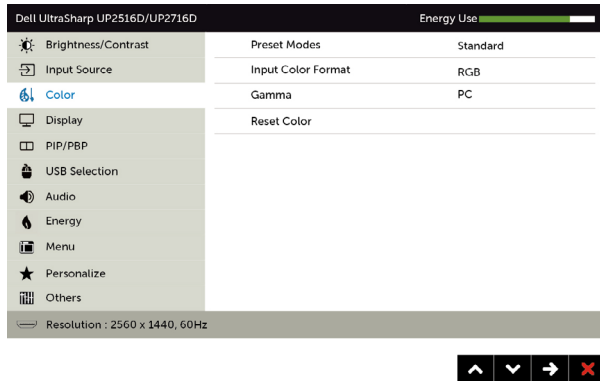 Dell UltraSharp UP2516D/UP2716D Energy Use
Brightness/Contrast
Input Source
Color
Display
PIP/PBP
USB Selection
Audio
Energy
Menu
Personalize
Others
Preset Modes Standard
Input Color Format RGB
Gamma PC
Reset Color
Resolution : 2560 x 1440, 60Hz